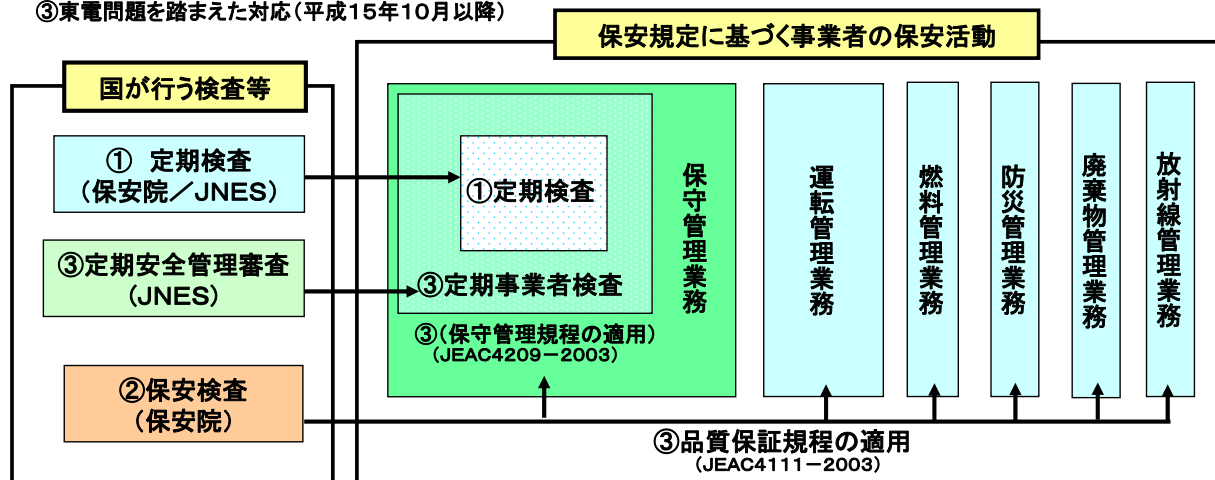 ③東電問題を踏まえた対応（平成15年10月以降）
国が行う検査等
① 定期検査
（保安院／JNES）
③定期安全管理審査
（JNES）
②保安検査
（保安院）
保安規定に基づく事業者の保安活動
①定期検査
③定期事業者検査
③（保守管理規程の適用）
（JEAC4209－2003）
保守管理業務
運転管理業務
燃料管理業務
防災管理業務
廃棄物管理業務
放射線管理業務
③品質保証規程の適用
（JEAC4111－2003）